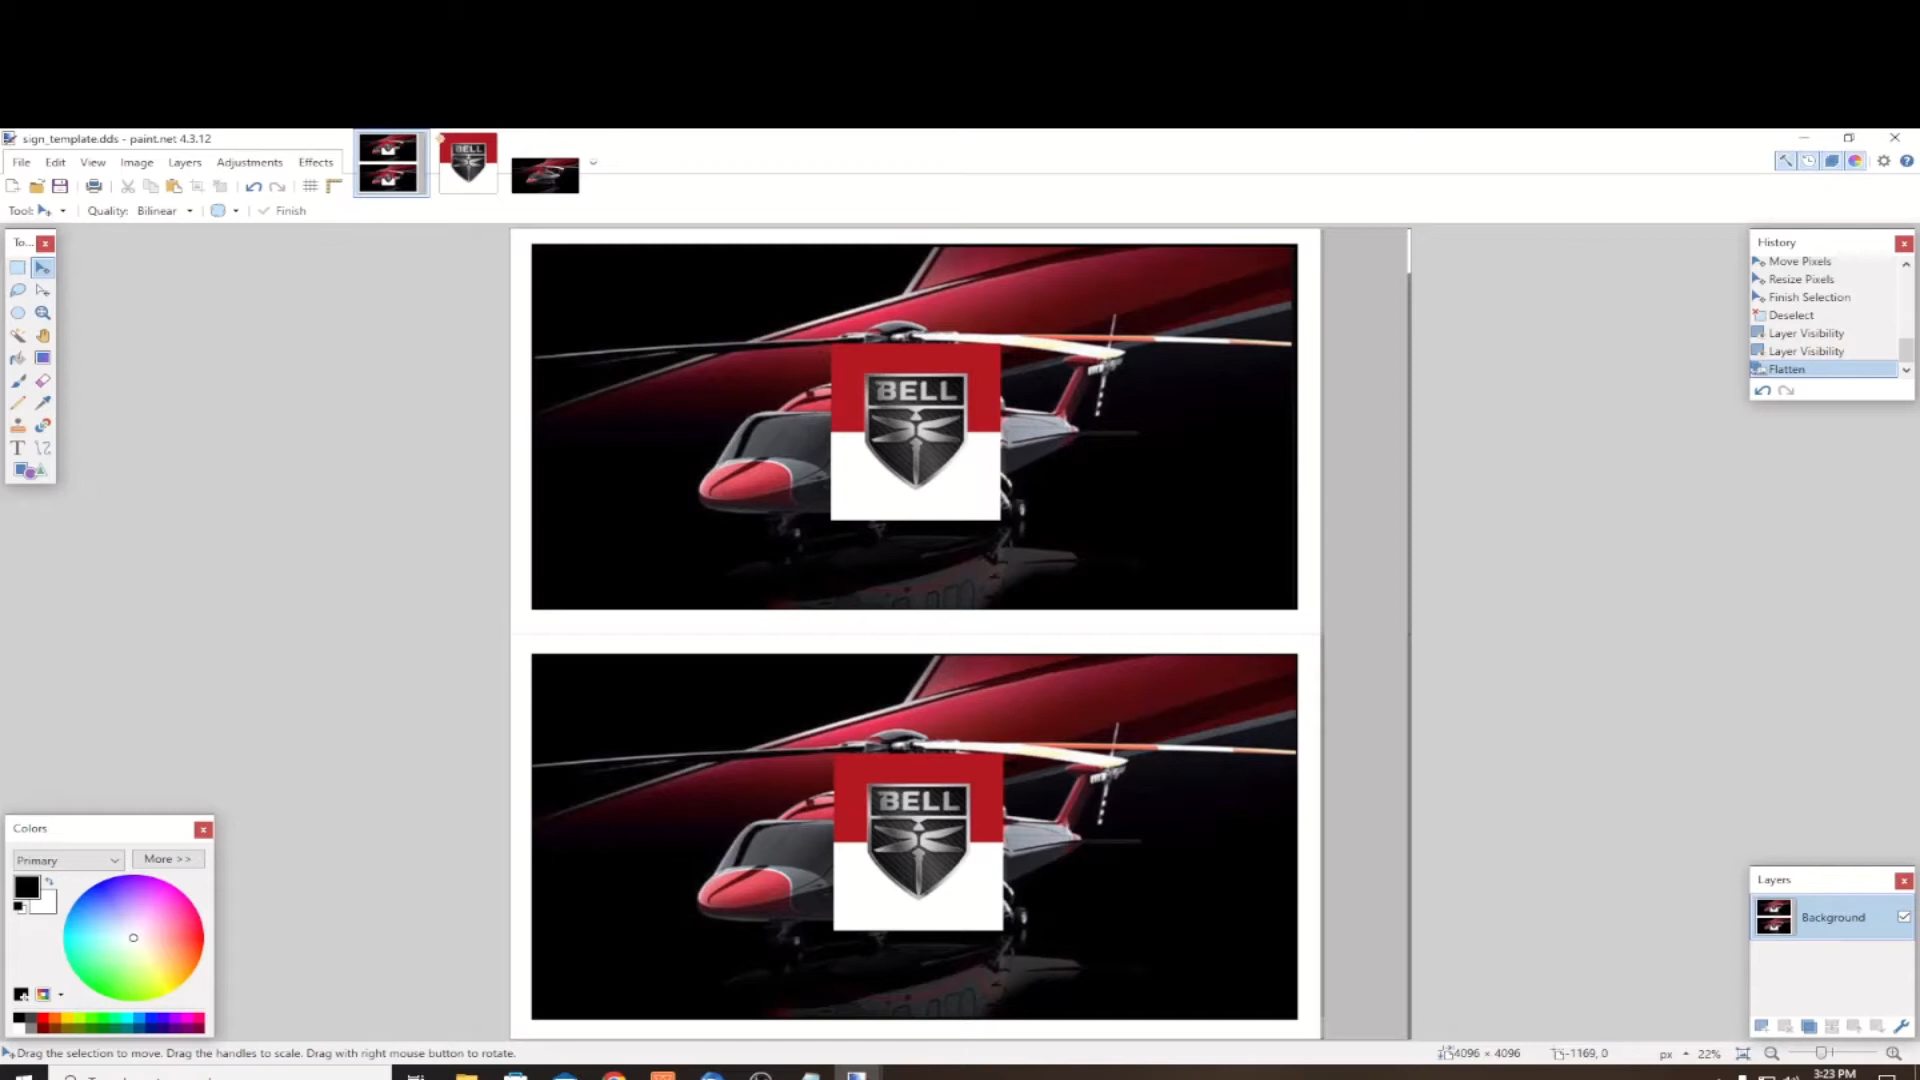 sign_template.dds - paint.net 4.3.12
File Edit View Image Layers Adjustments Effects
Tool: Quality: Bilinear Finish
To...
History
Move Pixels
Resize Pixels
Finish Selection
Deselect
Layer Visibility
Layer Visibility
Flatten
BELL
BELL
BELL
Colors
Primary
More >>
Layers
Background
Drag the selection to move. Drag the handles to scale. Drag with right mouse button to rotate.
4096 × 4096
-1169, 0
px
22%
3:23 PM